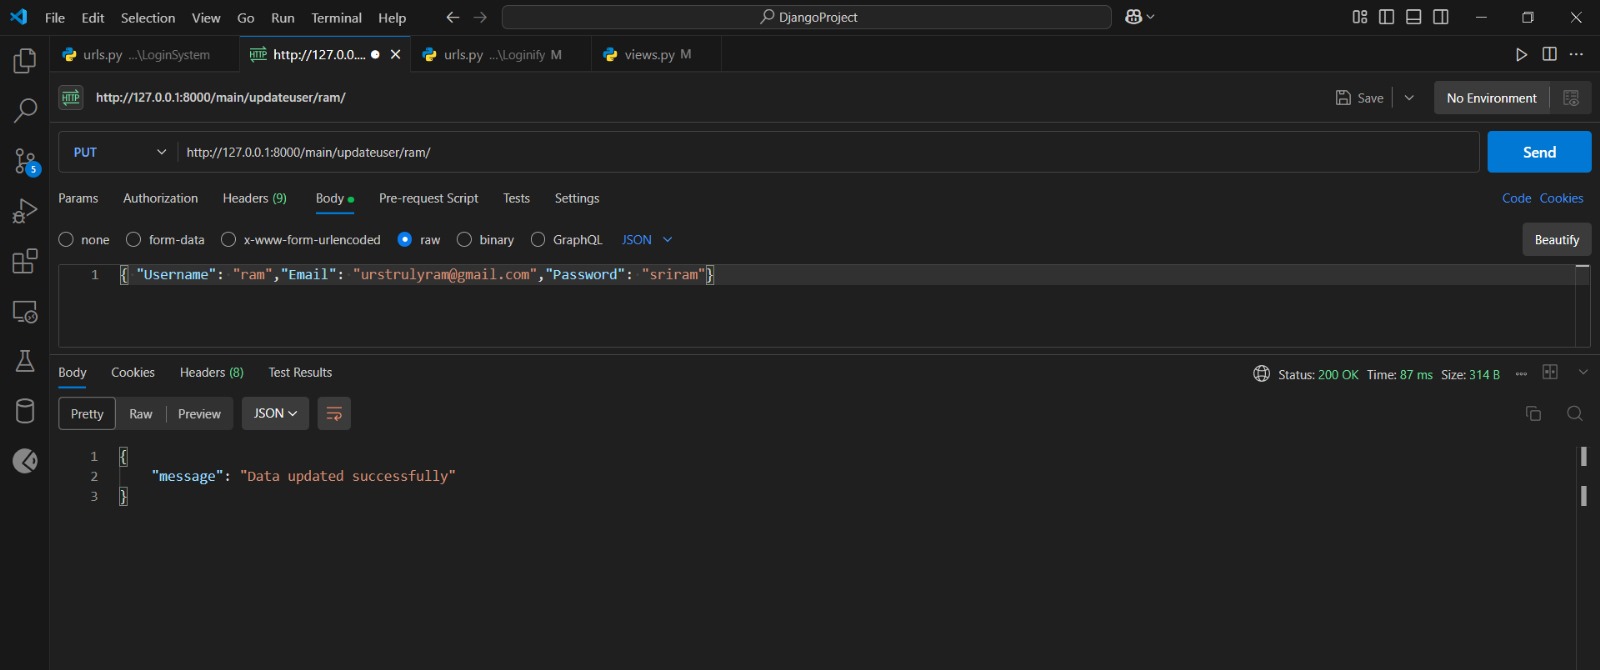 File Edit Selection View Go Run Terminal Help DjangoProject
urls.py ...\LoginSystem http://127.0.0.... urls.py ...\Loginify M views.py M
HTTP http://127.0.0.1:8000/main/updateuser/ram/ Save No Environment
PUT http://127.0.0.1:8000/main/updateuser/ram/ Send
Params Authorization Headers (9) Body Pre-request Script Tests Settings Code Cookies
none form-data x-www-form-urlencoded raw binary GraphQL JSON Beautify
1 { "Username": "ram","Email": "urstrulyram@gmail.com","Password": "sriram"}
Body Cookies Headers (8) Test Results Status: 200 OK Time: 87 ms Size: 314 B
Pretty Raw Preview JSON
1 {
2 "message": "Data updated successfully"
3 }
5
HTTP